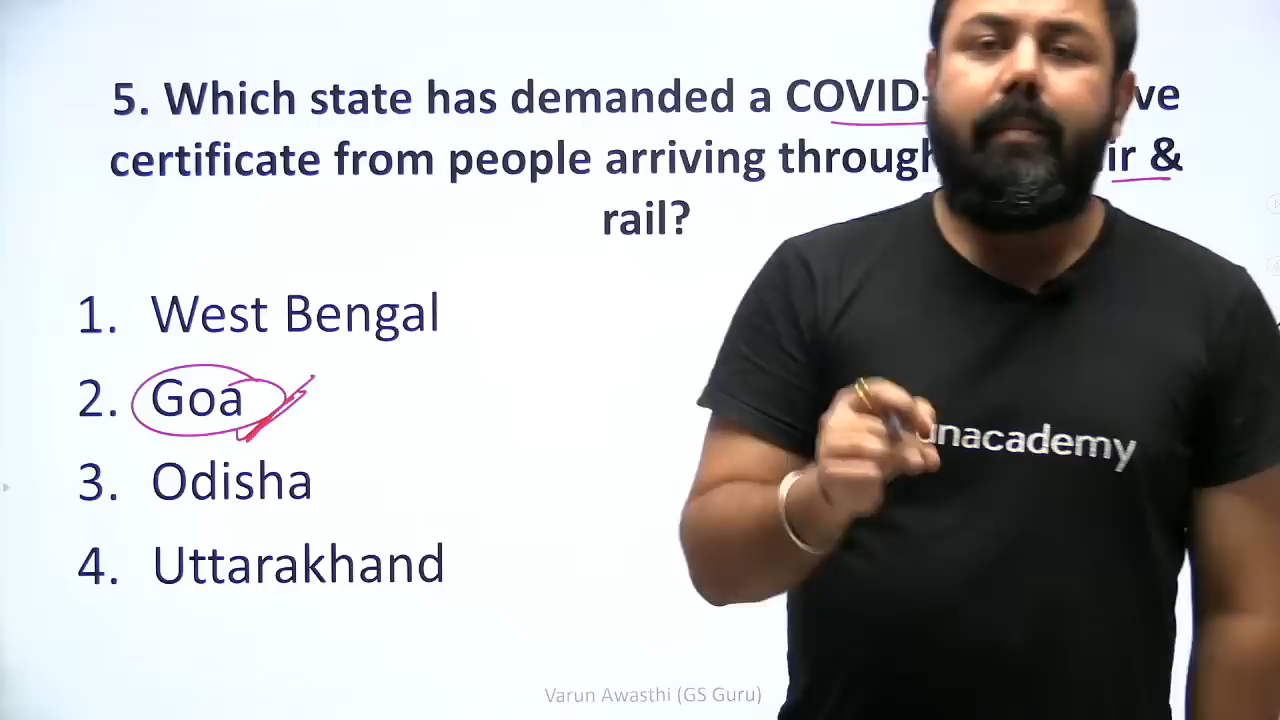 5. Which state has demanded a COVID- ve
certificate from people arriving through ir &
rail?
1. West Bengal
2. Goa
3. Odisha
4. Uttarakhand
unacademy
Varun Awasthi (GS Guru)